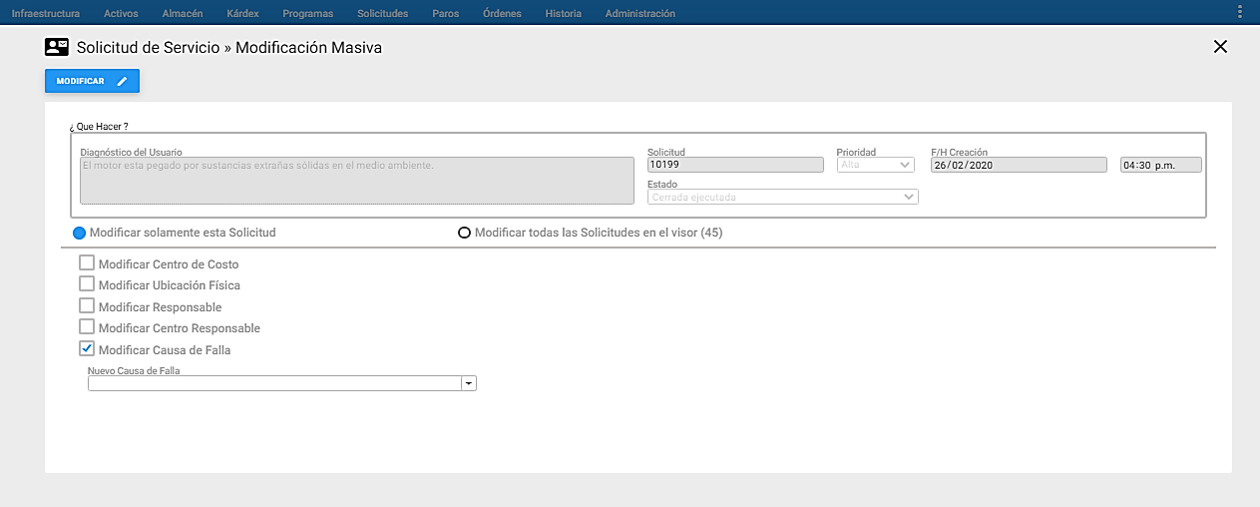 Infraestructura Activos Almacén Kárdex Programas Solicitudes Paros Órdenes Historia Administración
Solicitud de Servicio » Modificación Masiva
MODIFICAR
¿ Que Hacer ?
Diagnóstico del Usuario Solicitud Prioridad F/H Creación
El motor esta pegado por sustancias extrañas sólidas en el medio ambiente. 10199 Alta 26/02/2020 04:30 p.m.
Estado
Cerrada ejecutada
Modificar solamente esta Solicitud Modificar todas las Solicitudes en el visor (45)
Modificar Centro de Costo
Modificar Ubicación Física
Modificar Responsable
Modificar Centro Responsable
Modificar Causa de Falla
Nuevo Causa de Falla